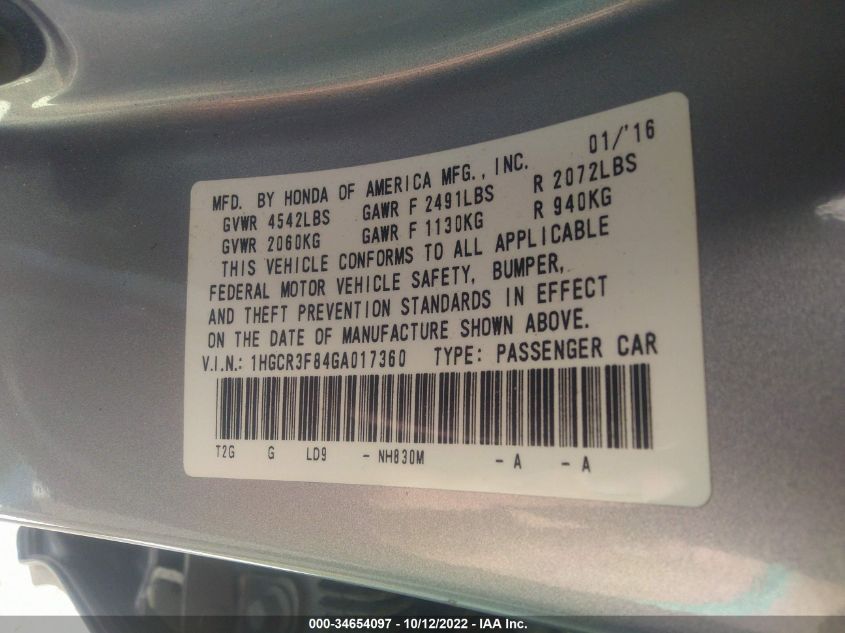 01/'16
MFD. BY HONDA OF AMERICA MFG., INC.
GVWR 4542LBS GAWR F 2491LBS R 2072LBS
GVWR 2060KG GAWR F 1130KG R 940KG
THIS VEHICLE CONFORMS TO ALL APPLICABLE
FEDERAL MOTOR VEHICLE SAFETY, BUMPER,
AND THEFT PREVENTION STANDARDS IN EFFECT
ON THE DATE OF MANUFACTURE SHOWN ABOVE.
V.I.N.: 1HGCR3F84GA017360 TYPE: PASSENGER CAR
T2G G LD9 - NH830M - A - A
000-34654097 - 10/12/2022 - IAA Inc.